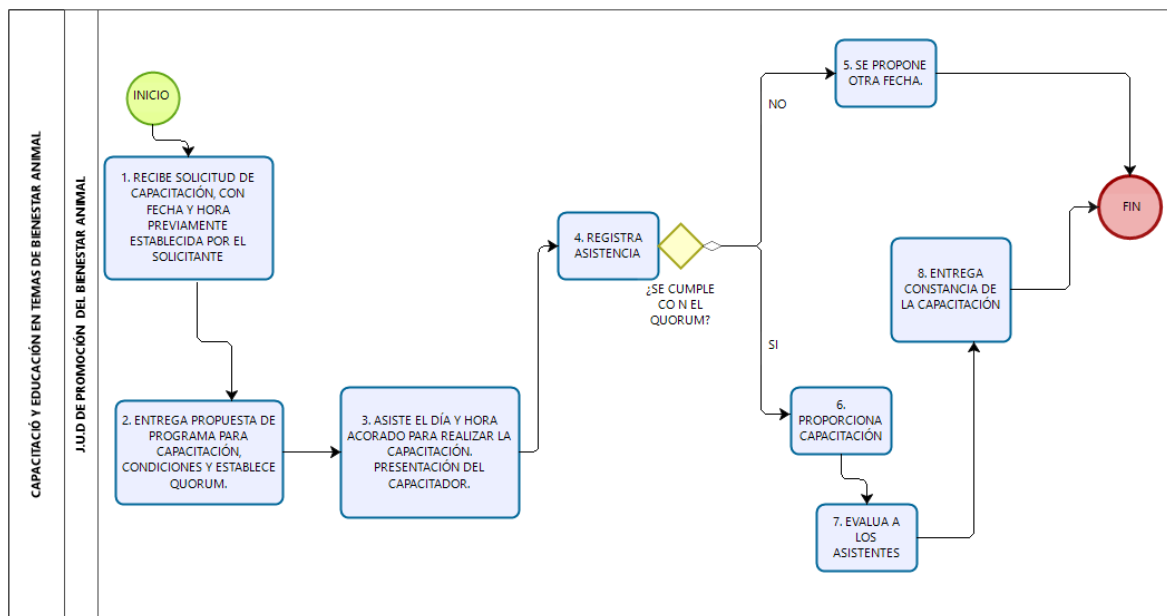 CAPACITACIÓ Y EDUCACIÓN EN TEMAS DE BIENESTAR ANIMAL
J.U.D DE PROMOCIÓN DEL BIENESTAR ANIMAL
INICIO
1. RECIBE SOLICITUD DE
CAPACITACIÓN, CON
FECHA Y HORA
PREVIAMENTE
ESTABLECIDA POR EL
SOLICITANTE
2. ENTREGA PROPUESTA DE
PROGRAMA PARA
CAPACITACIÓN,
CONDICIONES Y ESTABLECE
QUORUM.
3. ASISTE EL DÍA Y HORA
ACORADO PARA REALIZAR LA
CAPACITACIÓN.
PRESENTACIÓN DEL
CAPACITADOR.
4. REGISTRA
ASISTENCIA
¿SE CUMPLE
CO N EL
QUORUM?
NO
5. SE PROPONE
OTRA FECHA.
SI
6.
PROPORCIONA
CAPACITACIÓN
7. EVALUA A
LOS
ASISTENTES
8. ENTREGA
CONSTANCIA DE
LA CAPACITACIÓN
FIN